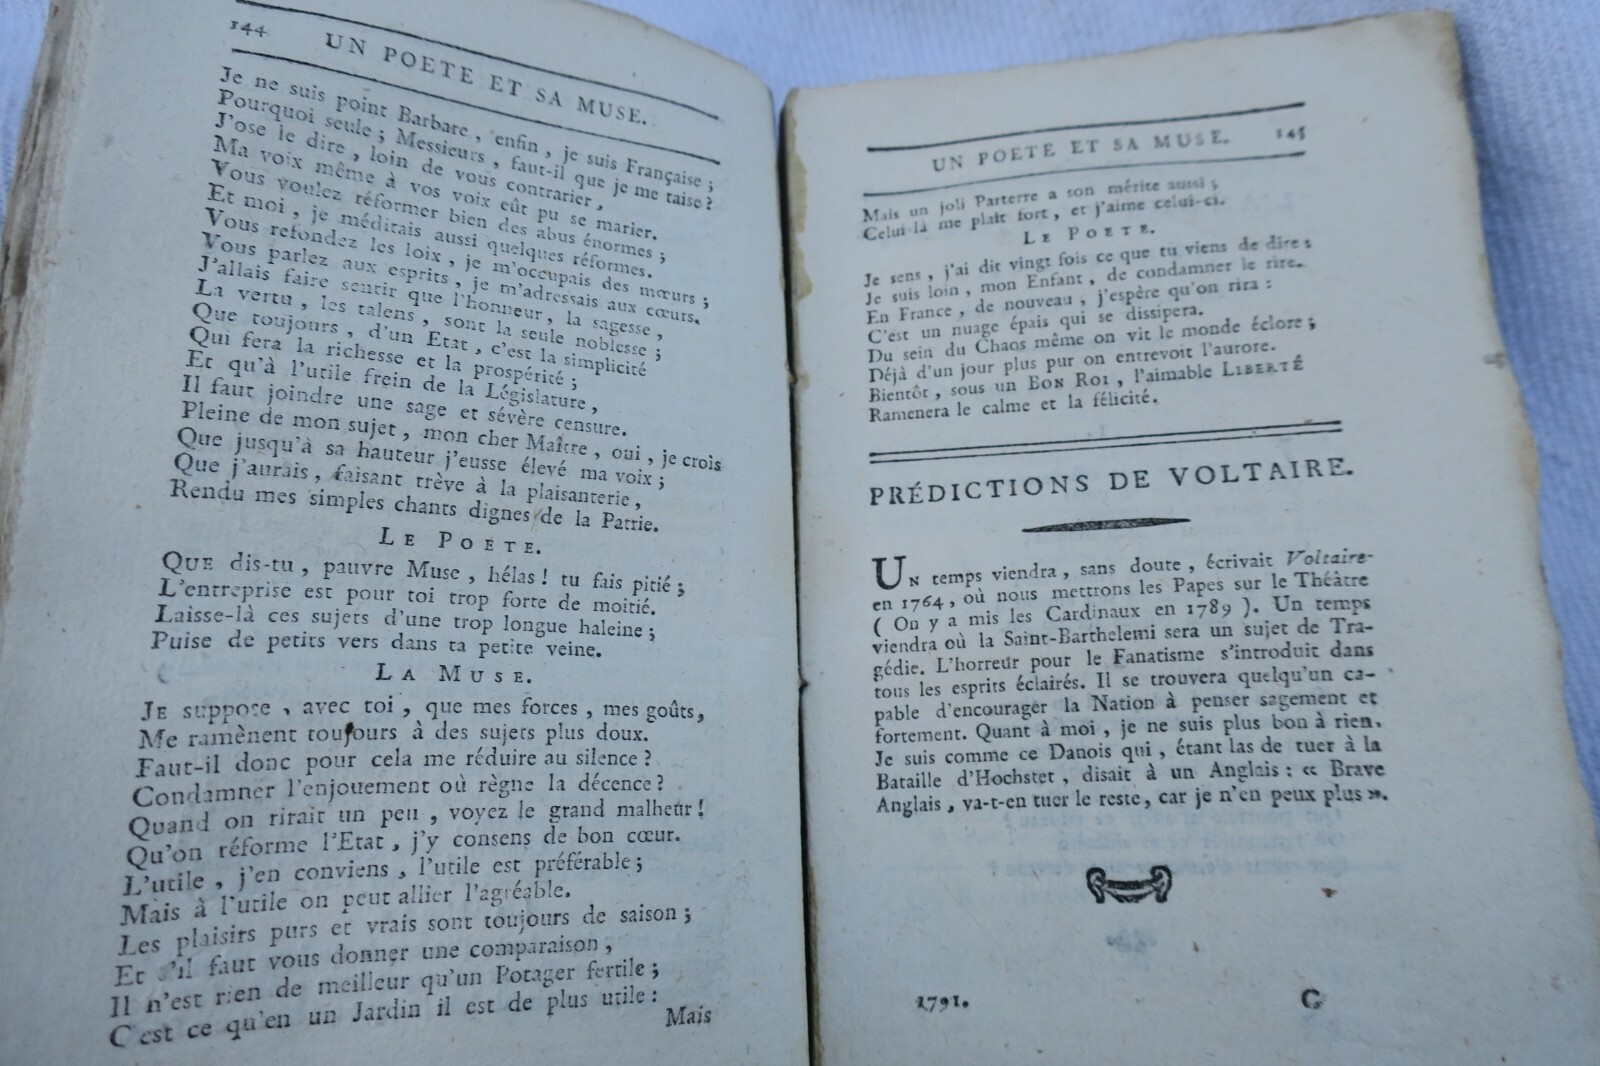 144 UN POETE ET SA MUSE.
Je ne suis point Barbare, enfin, je suis Française ;
Pourquoi seule ; Messieurs, faut-il que je me taise ?
J'ose le dire, loin de vous contrarier,
Ma voix même à vos voix eût pu se marier.
Vous voulez réformer bien des abus énormes ;
Et moi, je méditais aussi quelques réformes.
Vous refondez les loix, je m'occupais des mœurs ;
Vous parlez aux esprits, je m'adressais aux cœurs.
J'allais faire sentir que l'honneur, la sagesse,
La vertu, les talens, sont la seule noblesse ;
Que toujours, d'un Etat, c'est la simplicité
Qui fera la richesse et la prospérité ;
Et qu'à l'utile frein de la Législature,
Il faut joindre une sage et sévère censure.
Pleine de mon sujet, mon cher Maître, oui, je crois
Que jusqu'à sa hauteur j'eusse élevé ma voix ;
Que j'aurais, faisant trève à la plaisanterie,
Rendu mes simples chants dignes de la Patrie.
LE POÉTE.
QUE dis-tu, pauvre Muse, hélas ! tu fais pitié ;
L'entreprise est pour toi trop forte de moitié.
Laisse-là ces sujets d'une trop longue haleine ;
Puise de petits vers dans ta petite veine.
LA MUSE.
JE suppose, avec toi, que mes forces, mes goûts,
Me ramènent toujours à des sujets plus doux.
Faut-il donc pour cela me réduire au silence ?
Condamner l'enjouement où règne la décence ?
Quand on rirait un peu, voyez le grand malheur !
Qu'on réforme l'Etat, j'y consens de bon cœur.
L'utile, j'en conviens, l'utile est préférable ;
Mais à l'utile on peut allier l'agréable.
Les plaisirs purs et vrais sont toujours de saison ;
Et s'il faut vous donner une comparaison,
Il n'est rien de meilleur qu'un Potager fertile ;
C'est ce qu'en un Jardin il est de plus utile :
Mais
UN POETE ET SA MUSE. 145
Mais un joli Parterre a son mérite aussi ;
Celui-là me plaît fort, et j'aime celui-ci.
LE POETE.
Je sens, j'ai dit vingt fois ce que tu viens de dire :
Je suis loin, mon Enfant, de condamner le rire.
En France, de nouveau, j'espère qu'on rira :
C'est un nuage épais qui se dissipera.
Du sein du Chaos même on vit le monde éclore ;
Déjà d'un jour plus pur on entrevoit l'aurore.
Bientôt, sous un BON ROI, l'aimable LIBERTÉ
Ramenera le calme et la félicité.
PRÉDICTIONS DE VOLTAIRE.
UN temps viendra, sans doute, écrivait Voltaire
en 1764, où nous mettrons les Papes sur le Théâtre
( On y a mis les Cardinaux en 1789 ). Un temps
viendra où la Saint-Barthelemi sera un sujet de Tra-
gédie. L'horreur pour le Fanatisme s'introduit dans
tous les esprits éclairés. Il se trouvera quelqu'un ca-
pable d'encourager la Nation à penser sagement et
fortement. Quant à moi, je ne suis plus bon à rien.
Je suis comme ce Danois qui, étant las de tuer à la
Bataille d'Hochstet, disait à un Anglais : « Brave
Anglais, va-t-en tuer le reste, car je n'en peux plus ».
1791. G